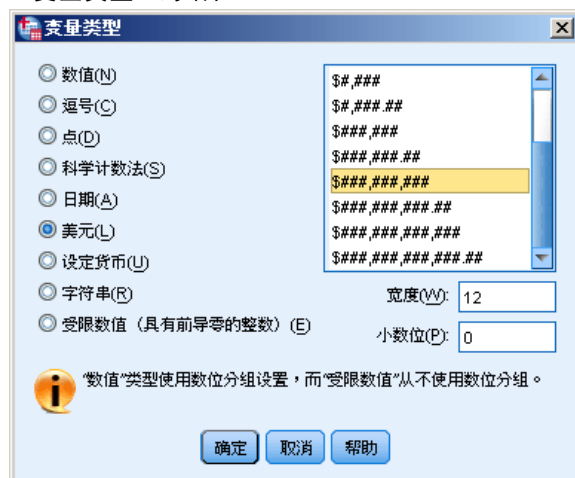 变量类型
数值(N)
逗号(C)
点(D)
科学计数法(S)
日期(A)
美元(L)
设定货币(U)
字符串(R)
受限数值（具有前导零的整数）(E)
$#,###
$#,###.##
$###,###
$###,###.##
$###,###,###
$###,###,###.##
$###,###,###,###
$###,###,###,###.##
宽度(W): 12
小数位(P): 0
“数值”类型使用数位分组设置，而“受限数值”从不使用数位分组。
确定 取消 帮助